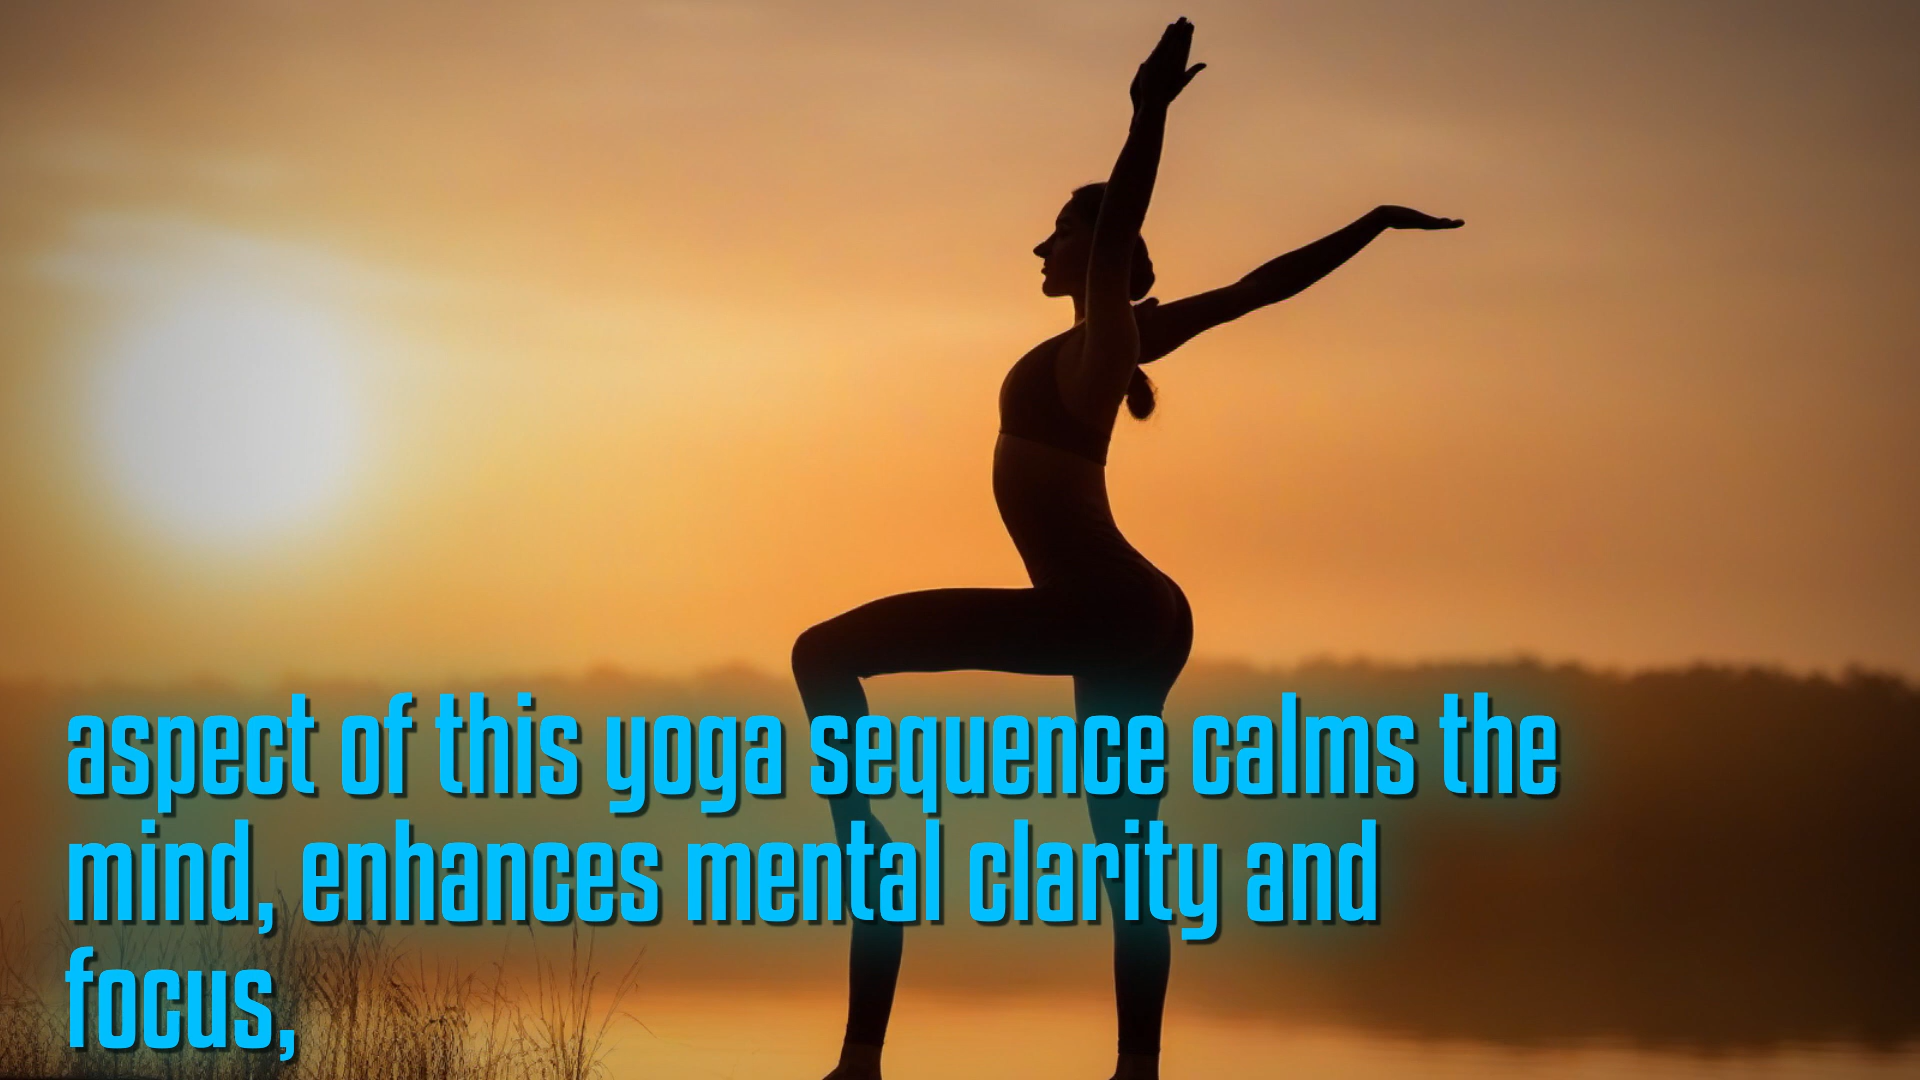 aspect of this yoga sequence calms the
mind, enhances mental clarity and
focus,